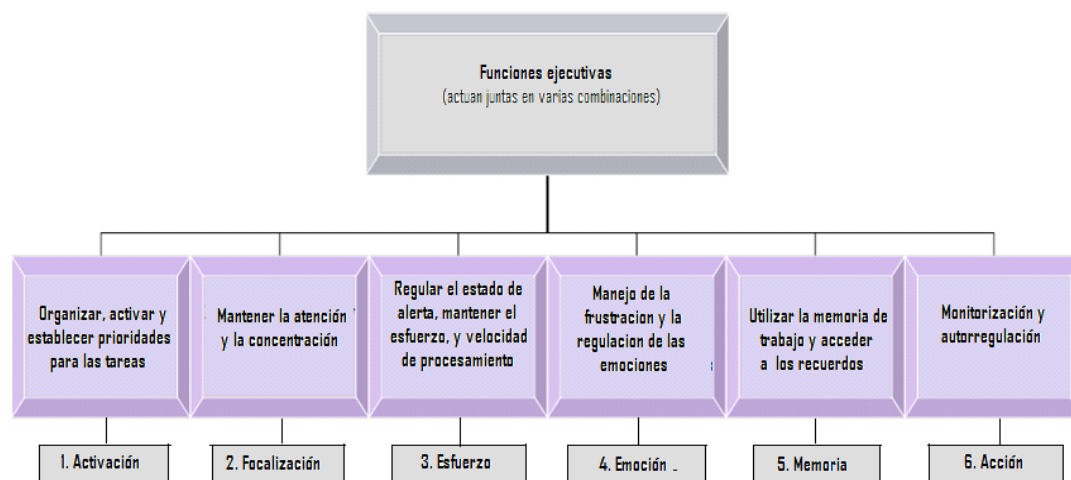 Funciones ejecutivas
(actuan juntas en varias combinaciones)
Organizar, activar y
establecer prioridades
para las tareas
Mantener la atención
y la concentración
Regular el estado de
alerta, mantener el
esfuerzo, y velocidad
de procesamiento
Manejo de la
frustracion y la
regulacion de las
emociones
Utilizar la memoria de
trabajo y acceder
a los recuerdos
Monitorización y
autorregulación
1. Activación
2. Focalización
3. Esfuerzo
4. Emoción
5. Memoria
6. Acción